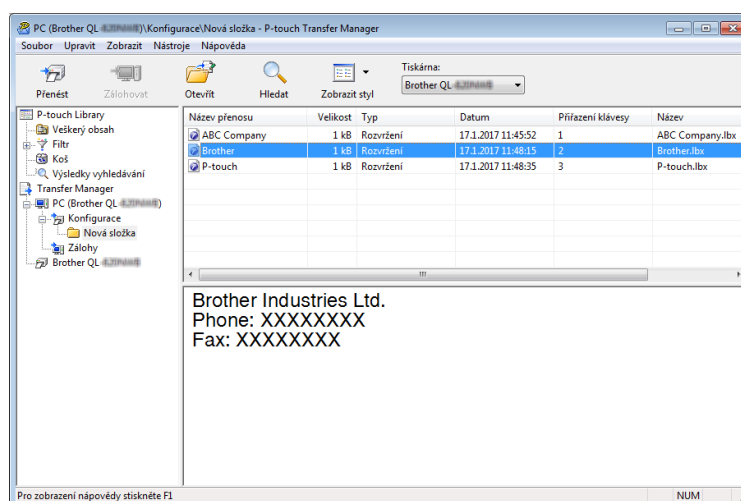 PC (Brother QL )\Konfigurace\Nová složka - P-touch Transfer Manager
Soubor Upravit Zobrazit Nástroje Nápověda
Přenést Zálohovat Otevřít Hledat Zobrazit styl
Tiskárna:
Brother QL
P-touch Library
Veškerý obsah
Filtr
Koš
Výsledky vyhledávání
Transfer Manager
PC (Brother QL )
Konfigurace
Nová složka
Zálohy
Brother QL
Název přenosu Velikost Typ Datum Přiřazení klávesy Název
ABC Company 1 kB Rozvržení 17.1.2017 11:45:52 1 ABC Company.lbx
Brother 1 kB Rozvržení 17.1.2017 11:48:15 2 Brother.lbx
P-touch 1 kB Rozvržení 17.1.2017 11:48:35 3 P-touch.lbx
Brother Industries Ltd.
Phone: XXXXXXXX
Fax: XXXXXXXX
Pro zobrazení nápovědy stiskněte F1
NUM